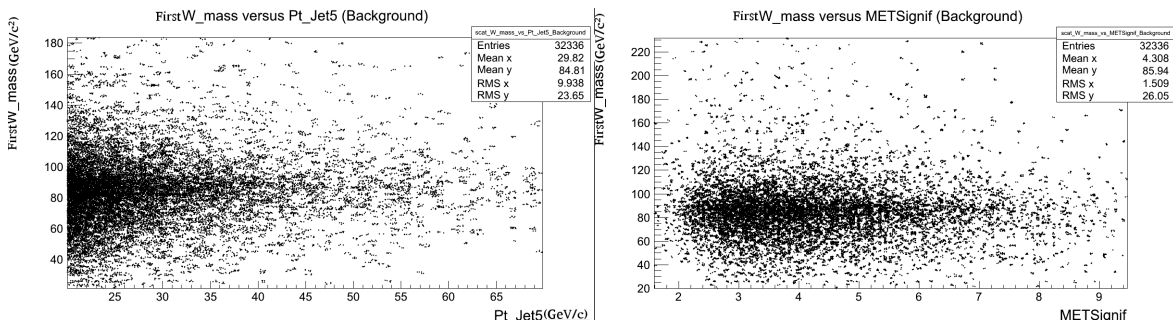 FirstW_mass versus Pt_Jet5 (Background)
scat_W_mass_vs_Pt_Jet5_Background
Entries 32336
Mean x 29.82
Mean y 84.81
RMS x 9.938
RMS y 23.65
FirstW_mass(GeV/c²)
180
160
140
120
100
80
60
40
25 30 35 40 45 50 55 60 65
Pt_Jet5(GeV/c)
FirstW_mass versus METSignif (Background)
scat_W_mass_vs_METSignif_Background
Entries 32336
Mean x 4.308
Mean y 85.94
RMS x 1.509
RMS y 26.05
FirstW_mass(GeV/c²)
220
200
180
160
140
120
100
80
60
40
20
2 3 4 5 6 7 8 9
METSignif